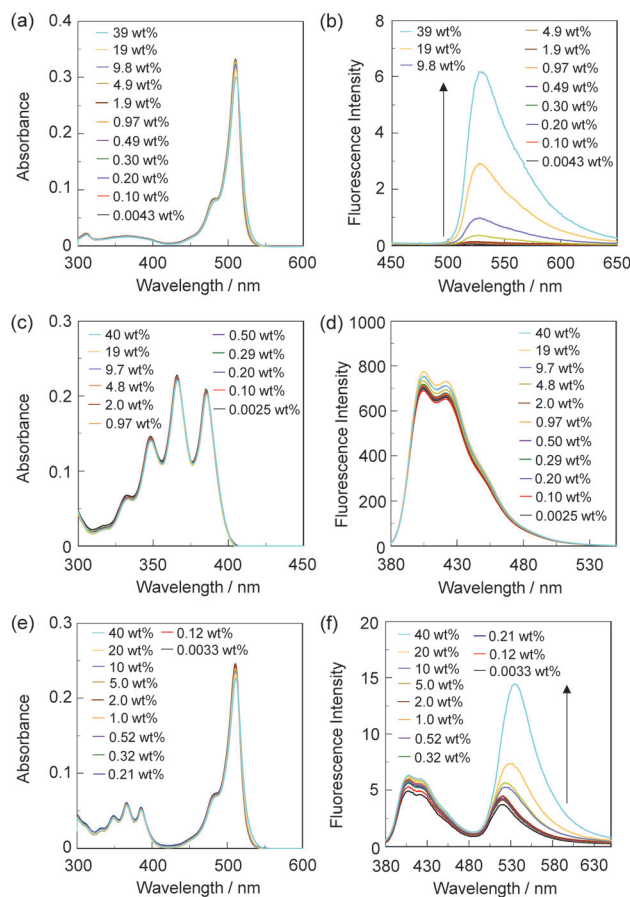 (a)
39 wt%
19 wt%
9.8 wt%
4.9 wt%
1.9 wt%
0.97 wt%
0.49 wt%
0.30 wt%
0.20 wt%
0.10 wt%
0.0043 wt%
Absorbance
0.4
0.3
0.2
0.1
0
300
400
500
600
Wavelength / nm
(b)
39 wt%
19 wt%
9.8 wt%
4.9 wt%
1.9 wt%
0.97 wt%
0.49 wt%
0.30 wt%
0.20 wt%
0.10 wt%
0.0043 wt%
Fluorescence Intensity
8
6
4
2
0
450
500
550
600
650
Wavelength / nm
(c)
40 wt%
19 wt%
9.7 wt%
4.8 wt%
2.0 wt%
0.97 wt%
0.50 wt%
0.29 wt%
0.20 wt%
0.10 wt%
0.0025 wt%
Absorbance
0.3
0.2
0.1
0
300
350
400
450
Wavelength / nm
(d)
40 wt%
19 wt%
9.7 wt%
4.8 wt%
2.0 wt%
0.97 wt%
0.50 wt%
0.29 wt%
0.20 wt%
0.10 wt%
0.0025 wt%
Fluorescence Intensity
1000
800
600
400
200
0
380
430
480
530
Wavelength / nm
(e)
40 wt%
20 wt%
10 wt%
5.0 wt%
2.0 wt%
1.0 wt%
0.52 wt%
0.32 wt%
0.21 wt%
0.12 wt%
0.0033 wt%
Absorbance
0.3
0.2
0.1
0
300
400
500
600
Wavelength / nm
(f)
40 wt%
20 wt%
10 wt%
5.0 wt%
2.0 wt%
1.0 wt%
0.52 wt%
0.32 wt%
0.21 wt%
0.12 wt%
0.0033 wt%
Fluorescence Intensity
20
15
10
5
0
380
430
480
530
580
630
Wavelength / nm